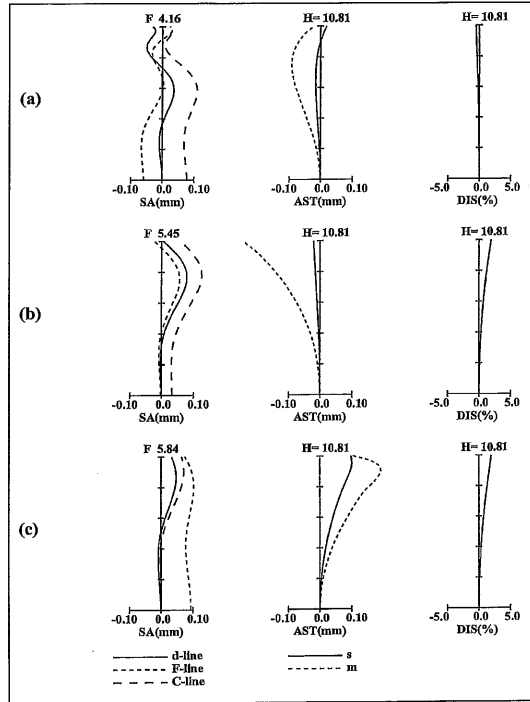 F 4.16 H= 10.81 H= 10.81
(a)
-0.10 0.0 0.10 -0.10 0.0 0.10 -5.0 0.0 5.0
SA(mm) AST(mm) DIS(%)
F 5.45 H= 10.81 H= 10.81
(b)
-0.10 0.0 0.10 -0.10 0.0 0.10 -5.0 0.0 5.0
SA(mm) AST(mm) DIS(%)
F 5.84 H= 10.81 H= 10.81
(c)
-0.10 0.0 0.10 -0.10 0.0 0.10 -5.0 0.0 5.0
SA(mm) AST(mm) DIS(%)
d-line s
F-line m
C-line